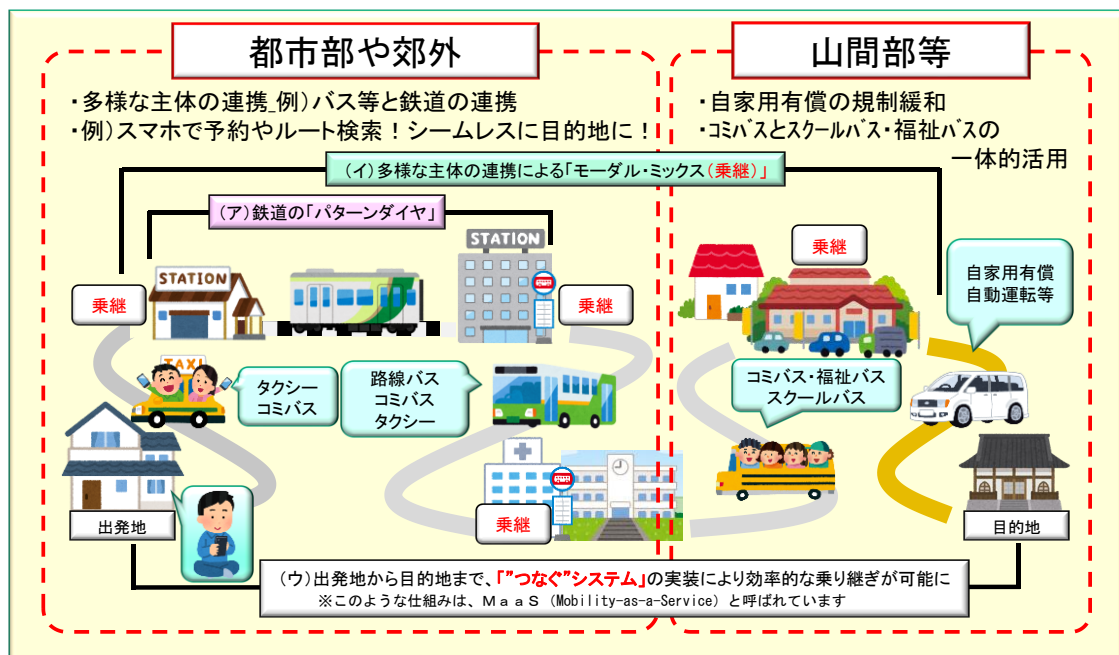 都市部や郊外
・多様な主体の連携_例)バス等と鉄道の連携
・例)スマホで予約やルート検索！シームレスに目的地に！
山間部等
・自家用有償の規制緩和
・ｺﾐﾊﾞｽとｽｸｰﾙﾊﾞｽ・福祉ﾊﾞｽの
一体的活用
(イ)多様な主体の連携による「モーダル・ミックス(乗継)」
(ア)鉄道の「パターンダイヤ」
STATION
STATION
乗継
乗継
乗継
自家用有償
自動運転等
TAXI
タクシー
コミバス
路線バス
コミバス
タクシー
コミバス・福祉バス
スクールバス
乗継
出発地
目的地
(ウ)出発地から目的地まで、「”つなぐ”システム」の実装により効率的な乗り継ぎが可能に
※このような仕組みは、ＭａａＳ（Mobility-as-a-Service）と呼ばれています